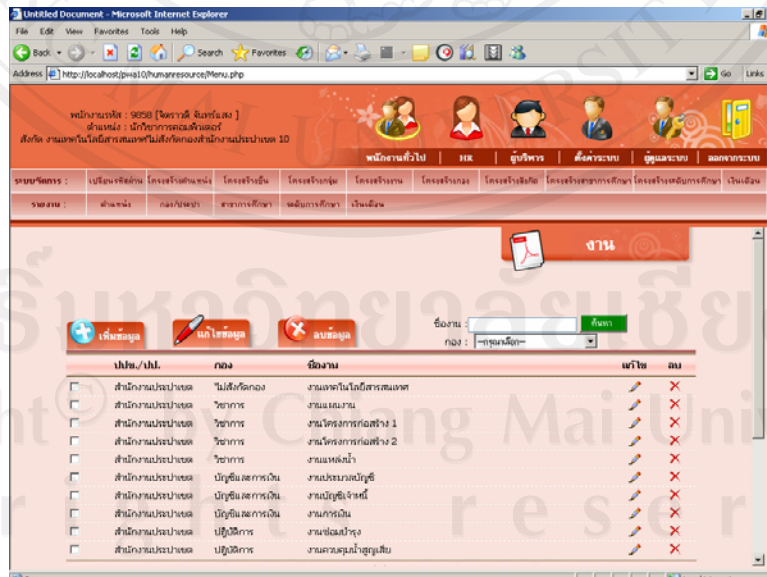 Untitled Document - Microsoft Internet Explorer
File Edit View Favorites Tools Help
Back Search Favorites
Address http://localhost/pwa10/humanresource/Menu.php Go Links
พนักงานรหัส : 9858 [จิตราวดี จันทร์แสง ]
ตำแหน่ง : นักวิชาการคอมพิวเตอร์
สังกัด งานเทคโนโลยีสารสนเทศไม่สังกัดกองสำนักงานประปาเขต 10
พนักงานทั่วไป | HR | ผู้บริหาร | ตั้งค่าระบบ | ผู้ดูแลระบบ | ออกจากระบบ
ระบบจัดการ : เปลี่ยนรหัสผ่าน โครงสร้างตำแหน่ง โครงสร้างชั้น โครงสร้างกลุ่ม โครงสร้างงาน โครงสร้างกอง โครงสร้างสังกัด โครงสร้างสาขาการศึกษา โครงสร้างระดับการศึกษา เงินเดือน
รายงาน : ตำแหน่ง กอง/ประปา สาขาการศึกษา ระดับการศึกษา เงินเดือน
งาน
เพิ่มข้อมูล แก้ไขข้อมูล ลบข้อมูล
ชื่องาน : ค้นหา
กอง : --กรุณาเลือก--
ปปข./ปป. กอง ชื่องาน แก้ไข ลบ
สำนักงานประปาเขต ไม่สังกัดกอง งานเทคโนโลยีสารสนเทศ
สำนักงานประปาเขต วิชาการ งานแผนงาน
สำนักงานประปาเขต วิชาการ งานโครงการก่อสร้าง 1
สำนักงานประปาเขต วิชาการ งานโครงการก่อสร้าง 2
สำนักงานประปาเขต วิชาการ งานแหล่งน้ำ
สำนักงานประปาเขต บัญชีและการเงิน งานประมวลบัญชี
สำนักงานประปาเขต บัญชีและการเงิน งานบัญชีเจ้าหนี้
สำนักงานประปาเขต บัญชีและการเงิน งานการเงิน
สำนักงานประปาเขต ปฏิบัติการ งานซ่อมบำรุง
สำนักงานประปาเขต ปฏิบัติการ งานควบคุมน้ำสูญเสีย